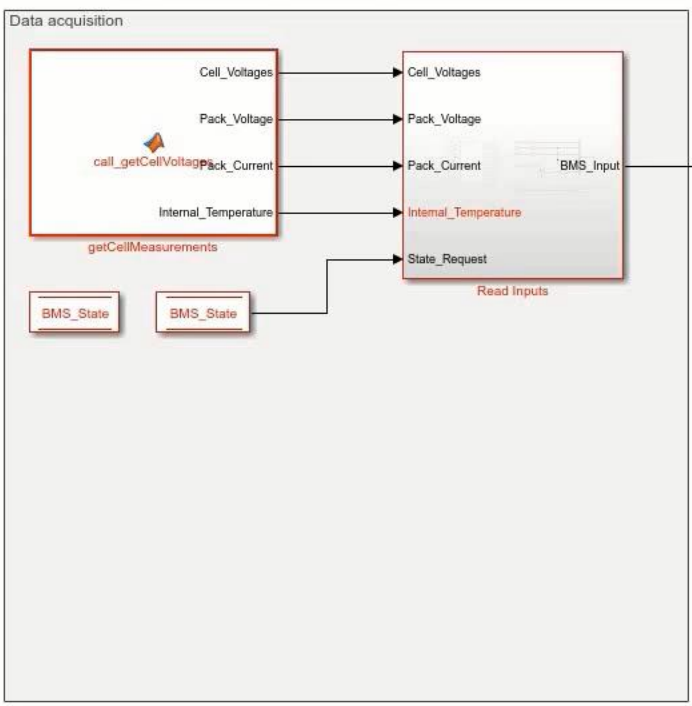 Data acquisition
Cell_Voltages
Pack_Voltage
call_getCellVoltages
Pack_Current
Internal_Temperature
getCellMeasurements
Cell_Voltages
Pack_Voltage
Pack_Current
BMS_Input
Internal_Temperature
State_Request
Read Inputs
BMS_State
BMS_State